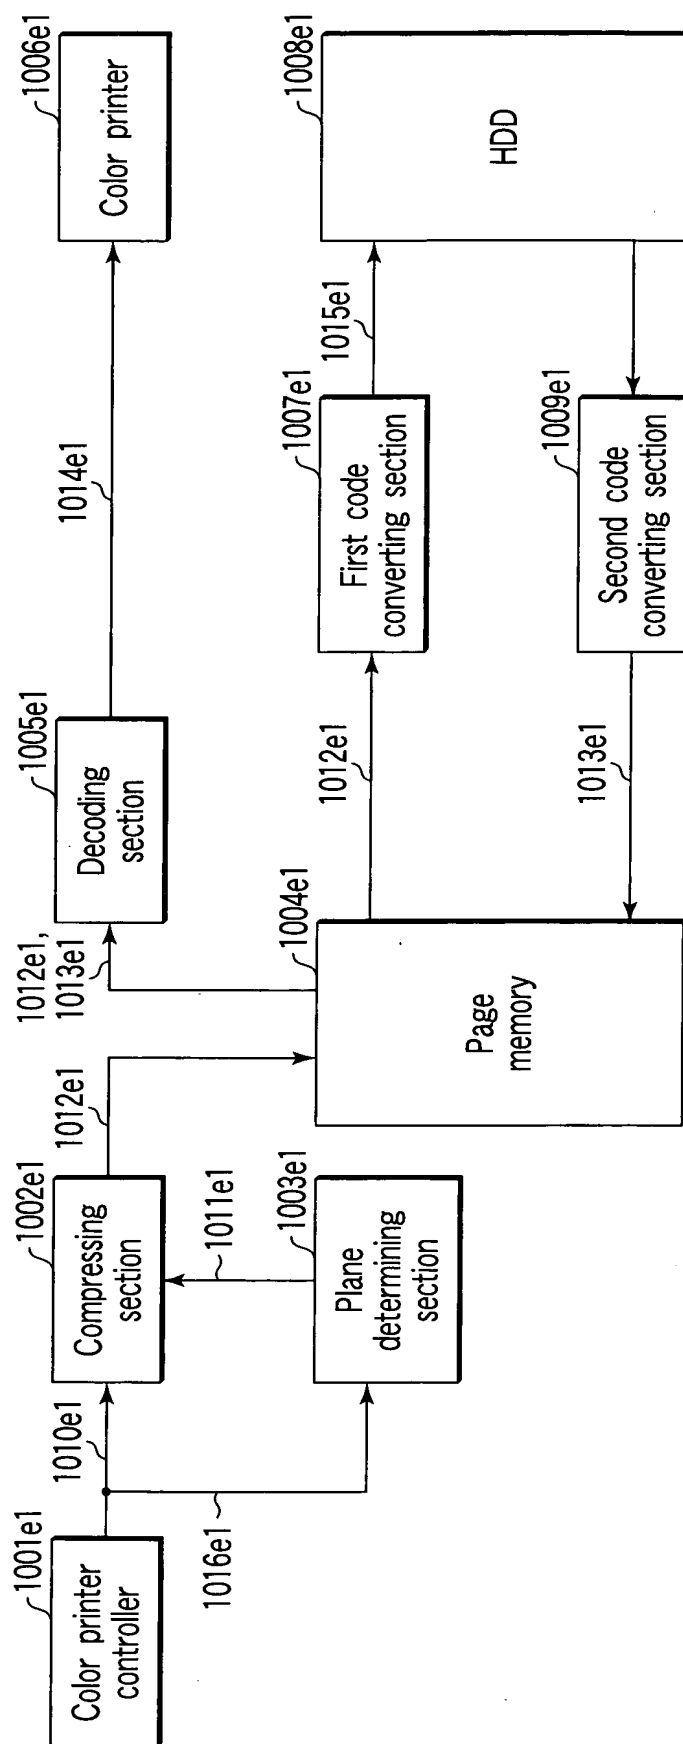 1001e1
Color printer
controller
1010e1
1016e1
1002e1
Compressing
section
1011e1
1003e1
Plane
determining
section
1012e1
1012e1,
1013e1
1004e1
Page
memory
1005e1
Decoding
section
1014e1
1006e1
Color printer
1012e1
1007e1
First code
converting section
1015e1
1008e1
HDD
1009e1
Second code
converting section
1013e1